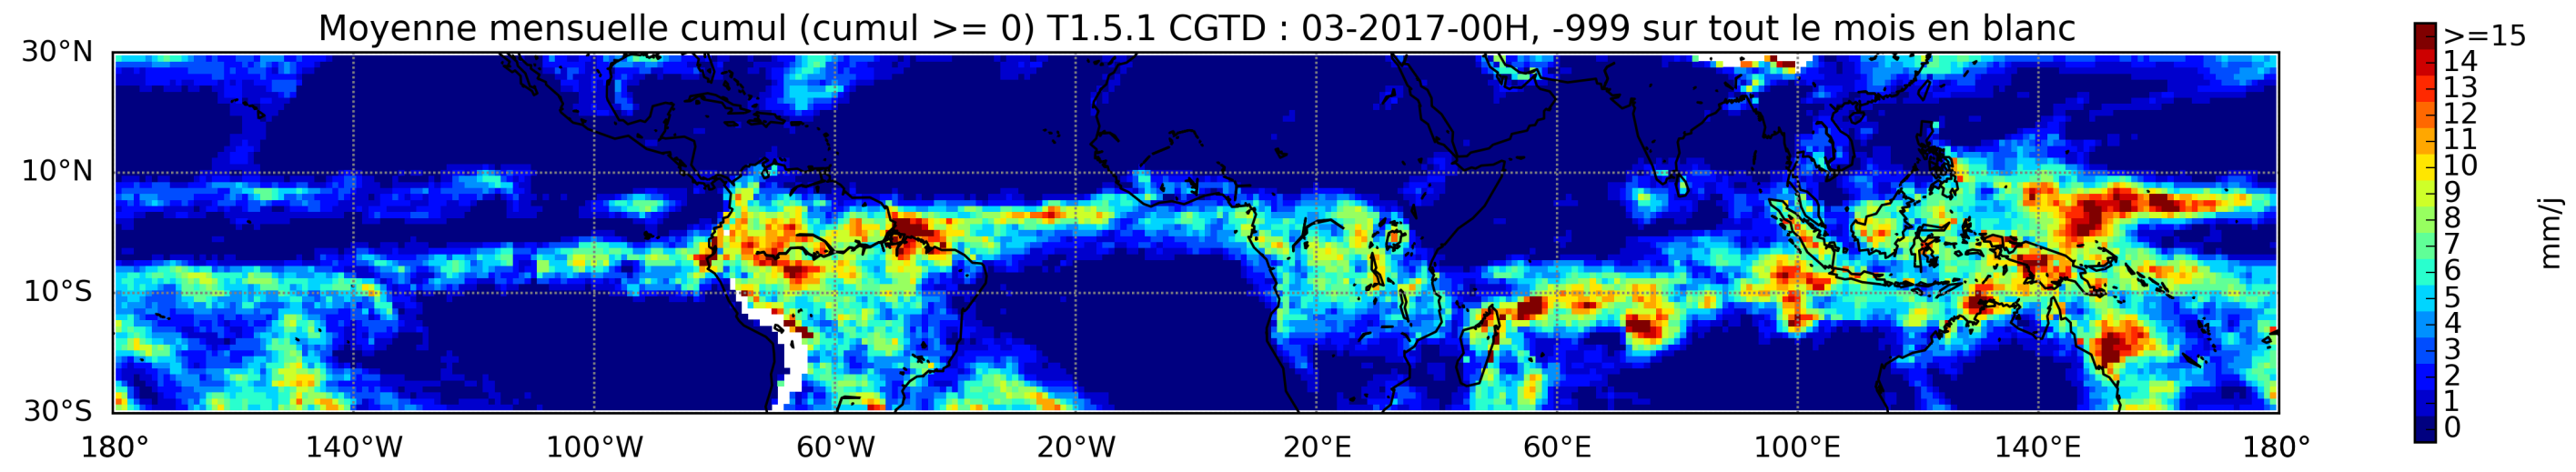 Moyenne mensuelle cumul (cumul >= 0) T1.5.1 CGTD : 03-2017-00H, -999 sur tout le mois en blanc
30°N
10°N
10°S
30°S
180° 140°W 100°W 60°W 20°W 20°E 60°E 100°E 140°E 180°
>=15
14
13
12
11
10
9
8
7
6
5
4
3
2
1
0
mm/j